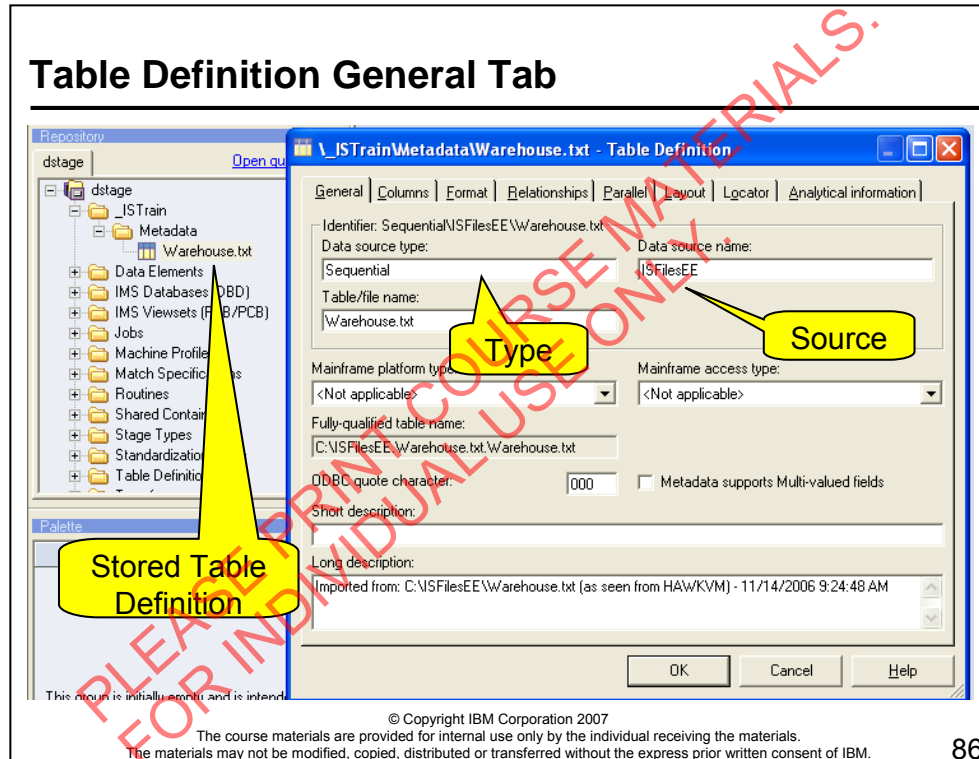 Table Definition General Tab
Repository
dstage
Open qu
dstage
_ISTrain
Metadata
Warehouse.txt
Data Elements
IMS Databases (DBD)
IMS Viewsets (PSB/PCB)
Jobs
Machine Profile
Match Specifications
Routines
Shared Contai
Stage Types
Standardization
Table Definitio
Palette
This group is initially empty and is intend
Stored Table
Definition
\_ISTrain\Metadata\Warehouse.txt - Table Definition
General Columns Format Relationships Parallel Layout Locator Analytical information
Identifier: Sequential\ISFilesEE\Warehouse.txt
Data source type: Data source name:
Sequential ISFilesEE
Table/file name:
Warehouse.txt
Type
Source
Mainframe platform type: Mainframe access type:
<Not applicable> <Not applicable>
Fully-qualified table name:
C:\ISFilesEE.Warehouse.txt.Warehouse.txt
ODBC quote character: 000 Metadata supports Multi-valued fields
Short description:
Long description:
Imported from: C:\ISFilesEE\Warehouse.txt (as seen from HAWKVM) - 11/14/2006 9:24:48 AM
OK Cancel Help
PLEASE PRINT COURSE MATERIALS.
FOR INDIVIDUAL USE ONLY.
© Copyright IBM Corporation 2007
The course materials are provided for internal use only by the individual receiving the materials.
The materials may not be modified, copied, distributed or transferred without the express prior written consent of IBM.
86